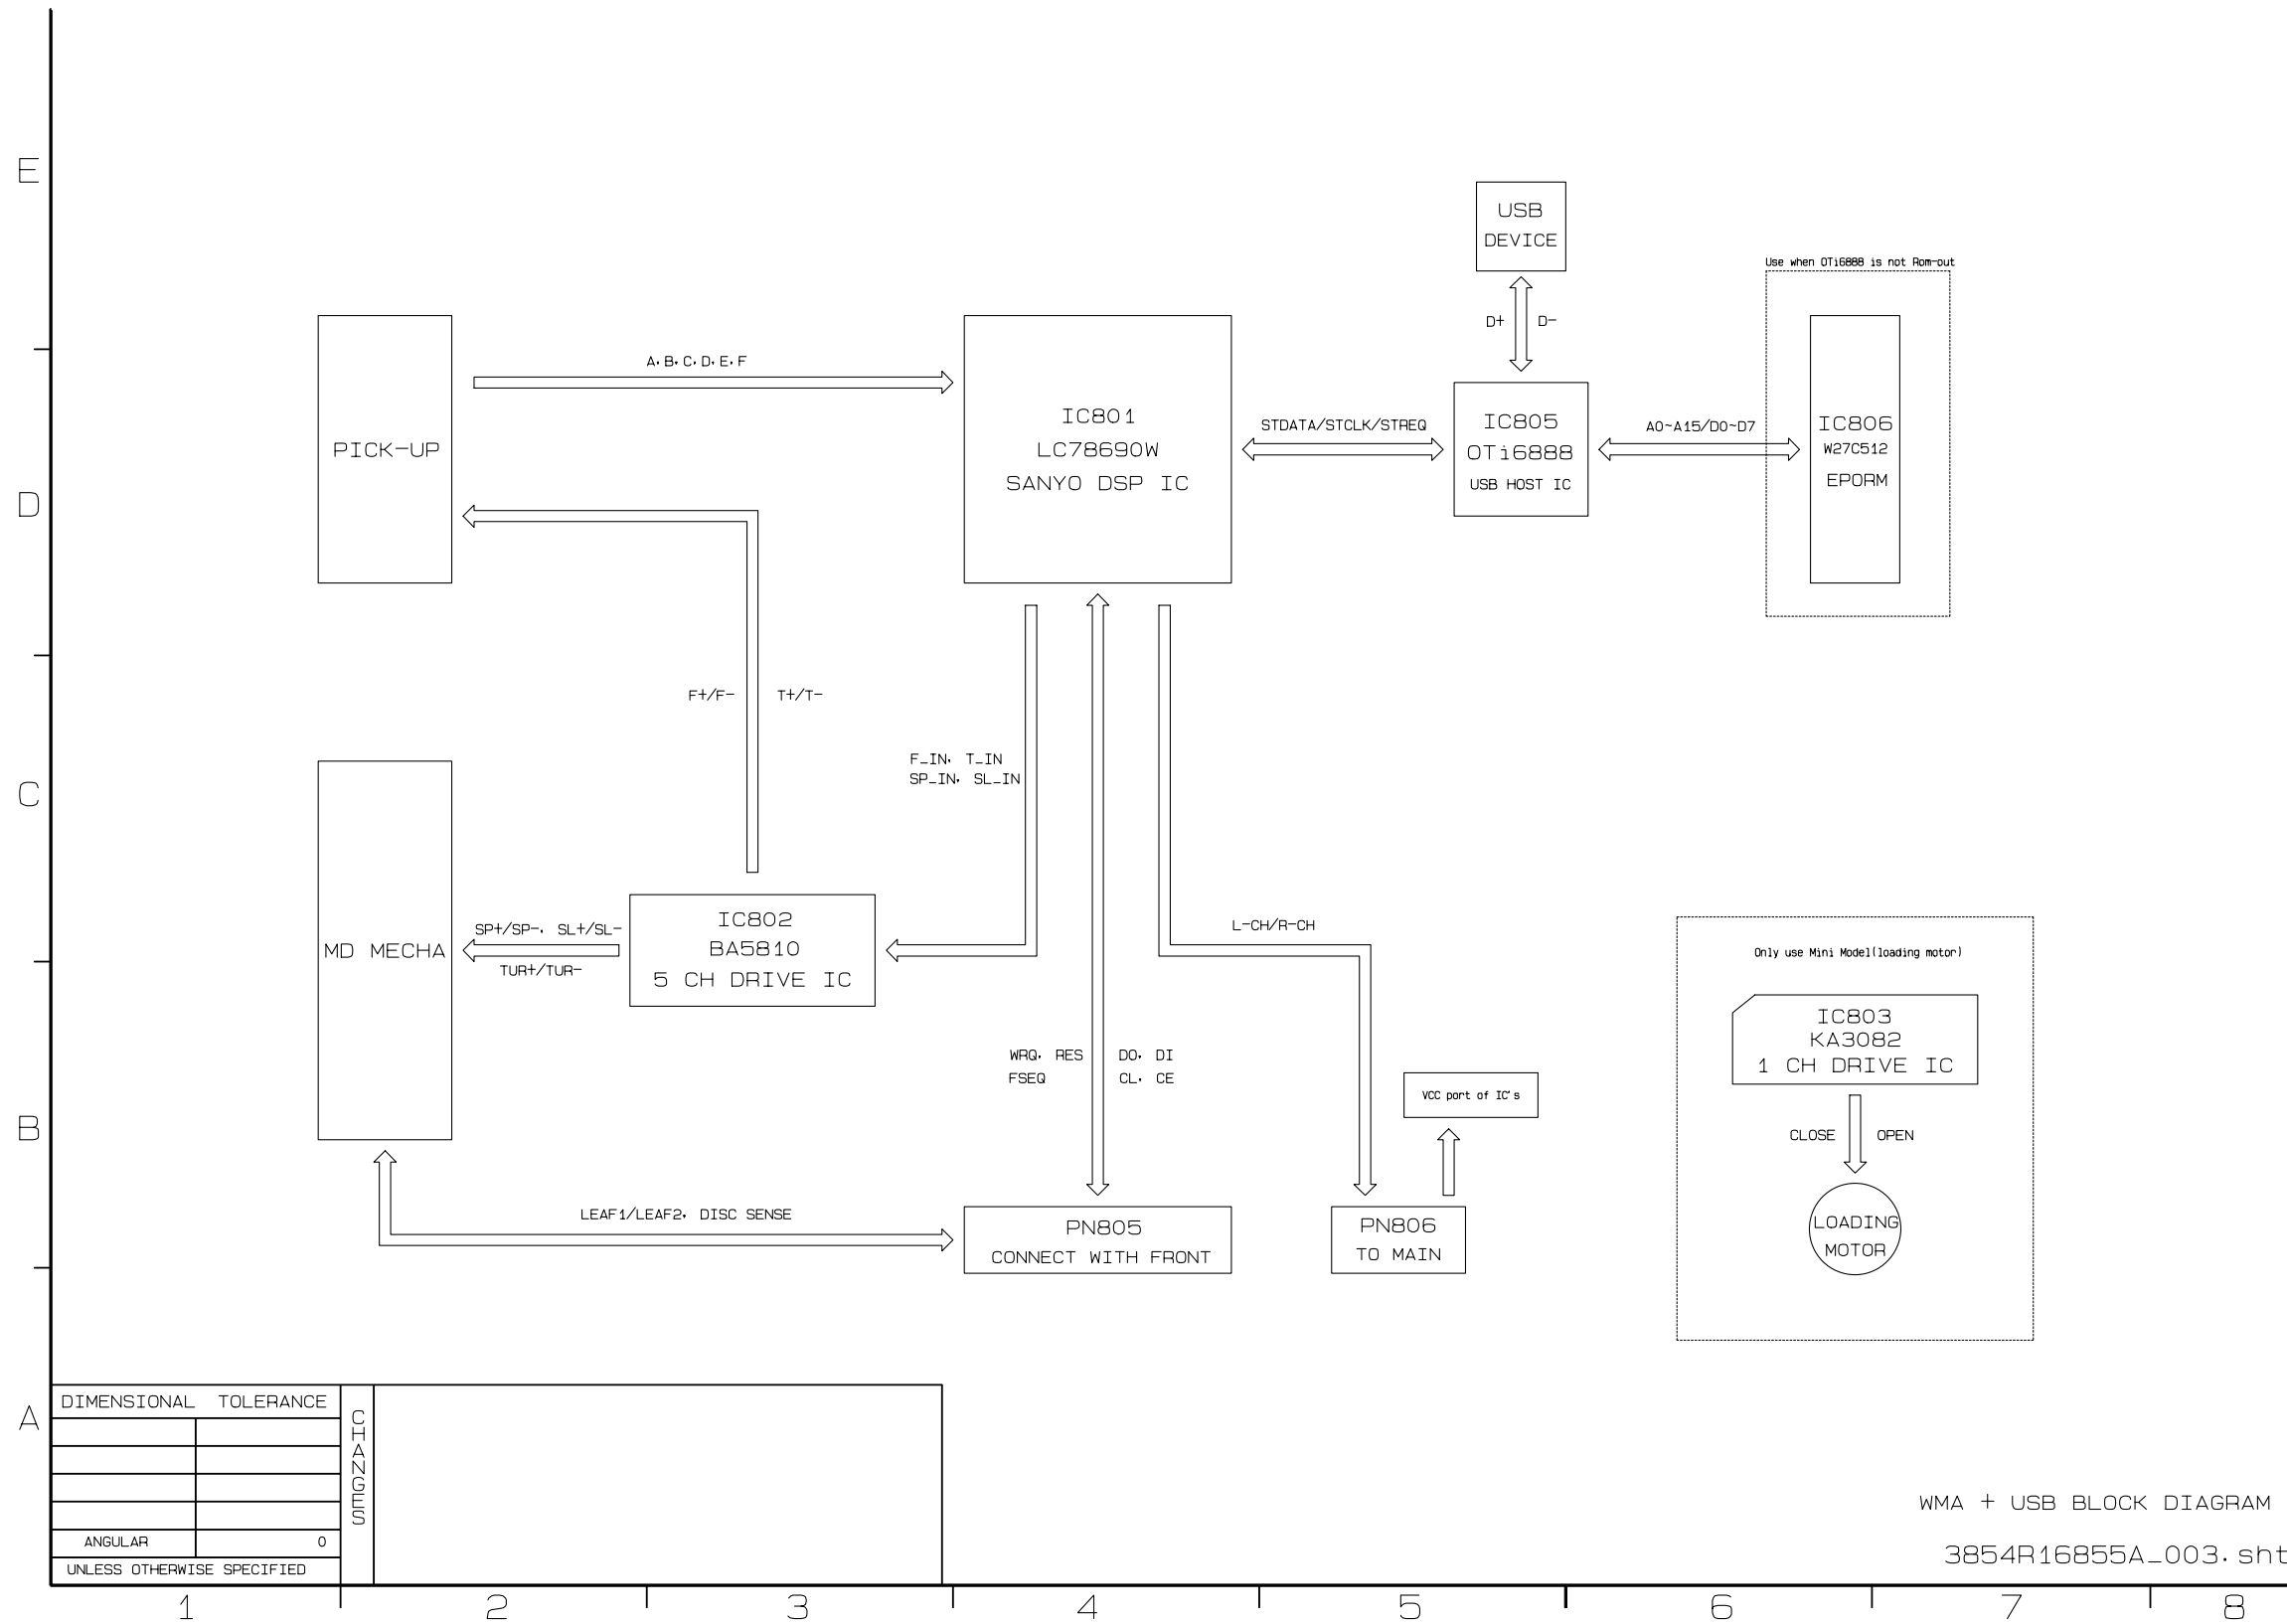 E
USB
DEVICE
Use when OTi6888 is not Rom-out
D+
D-
A, B, C, D, E, F
PICK-UP
IC801
LC78690W
SANYO DSP IC
STDATA/STCLK/STREQ
IC805
OTi6888
USB HOST IC
A0~A15/D0~D7
IC806
W27C512
EPORM
D
F+/F-
T+/T-
F_IN, T_IN
SP_IN, SL_IN
C
MD MECHA
SP+/SP-, SL+/SL-
TUR+/TUR-
IC802
BA5810
5 CH DRIVE IC
L-CH/R-CH
Only use Mini Model(loading motor)
IC803
KA3082
1 CH DRIVE IC
WRQ, RES
FSEQ
DO, DI
CL, CE
VCC port of IC's
CLOSE
OPEN
B
LEAF1/LEAF2, DISC SENSE
PN805
CONNECT WITH FRONT
PN806
TO MAIN
LOADING
MOTOR
A
DIMENSIONAL TOLERANCE
CHANGES
ANGULAR
0
UNLESS OTHERWISE SPECIFIED
WMA + USB BLOCK DIAGRAM
3854R16855A_003.sht
1 2 3 4 5 6 7 8